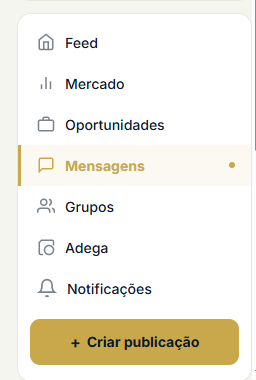 Feed
Mercado
Oportunidades
Mensagens
Grupos
Adega
Notificações
+ Criar publicação